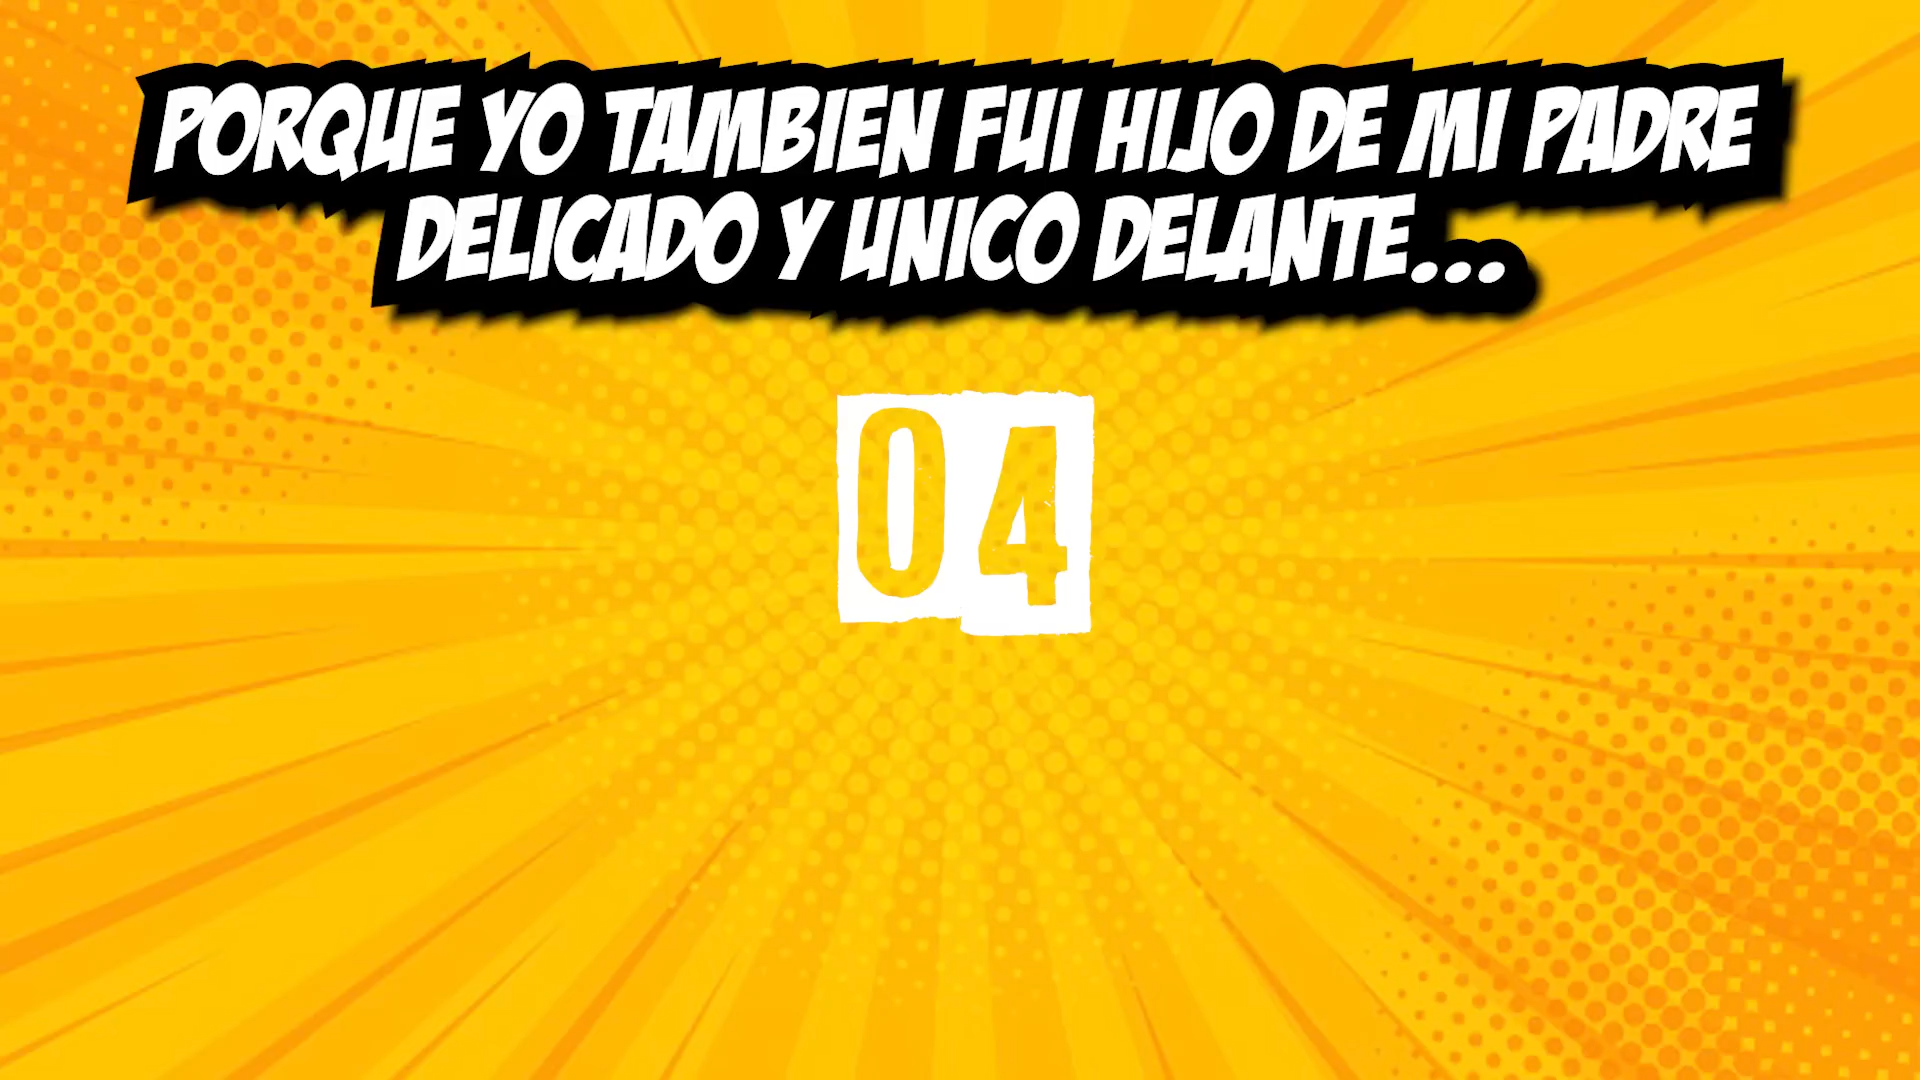 PORQUE YO TAMBIEN FUI HIJO DE MI PADRE
DELICADO Y UNICO DELANTE...
04